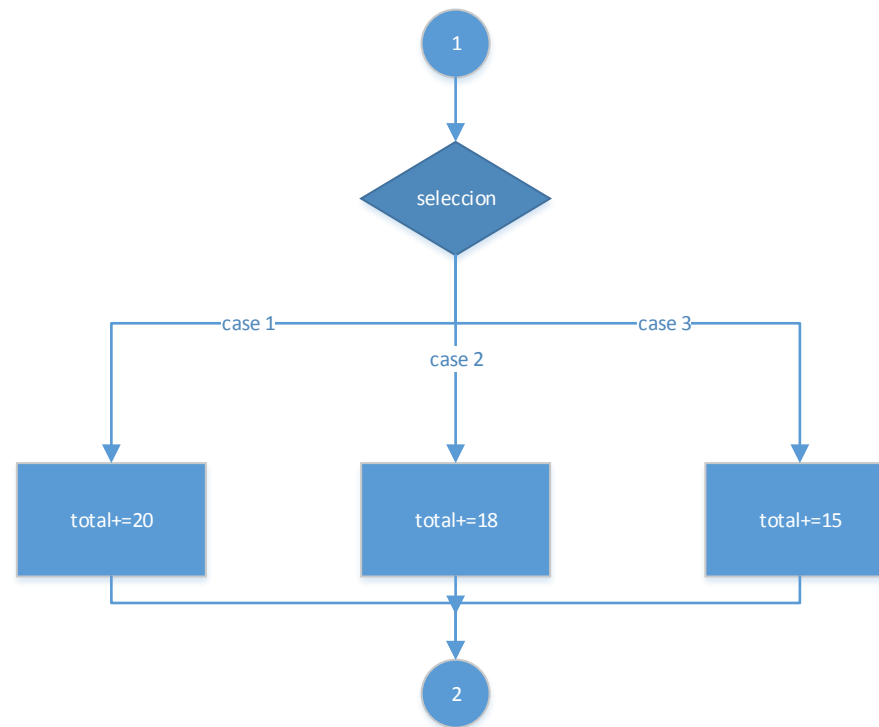 1
seleccion
case 1
case 3
case 2
total+=20
total+=18
total+=15
2